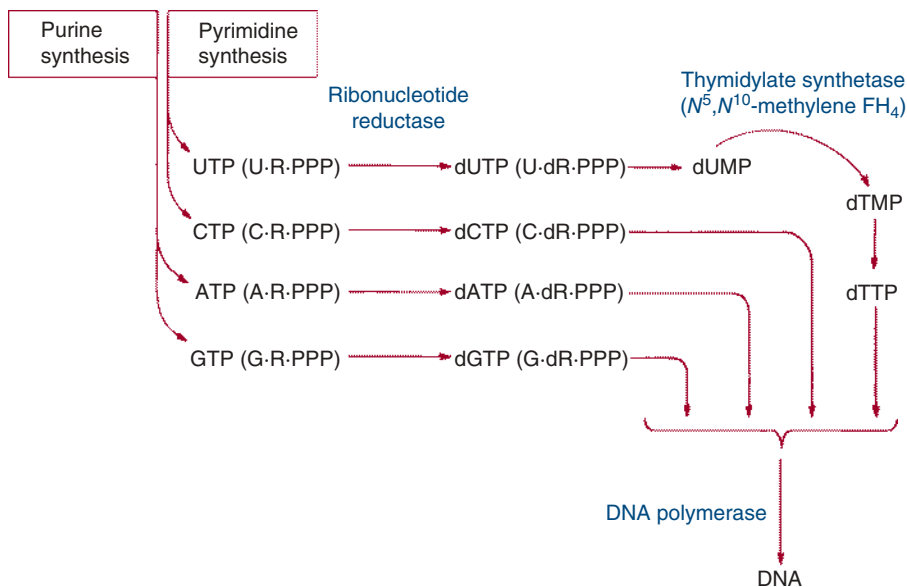 Purine
synthesis
Pyrimidine
synthesis
Ribonucleotide
reductase
Thymidylate synthetase
(N⁵,N¹⁰-methylene FH₄)
UTP (U·R·PPP)
dUTP (U·dR·PPP)
dUMP
dTMP
CTP (C·R·PPP)
dCTP (C·dR·PPP)
ATP (A·R·PPP)
dATP (A·dR·PPP)
dTTP
GTP (G·R·PPP)
dGTP (G·dR·PPP)
DNA polymerase
DNA